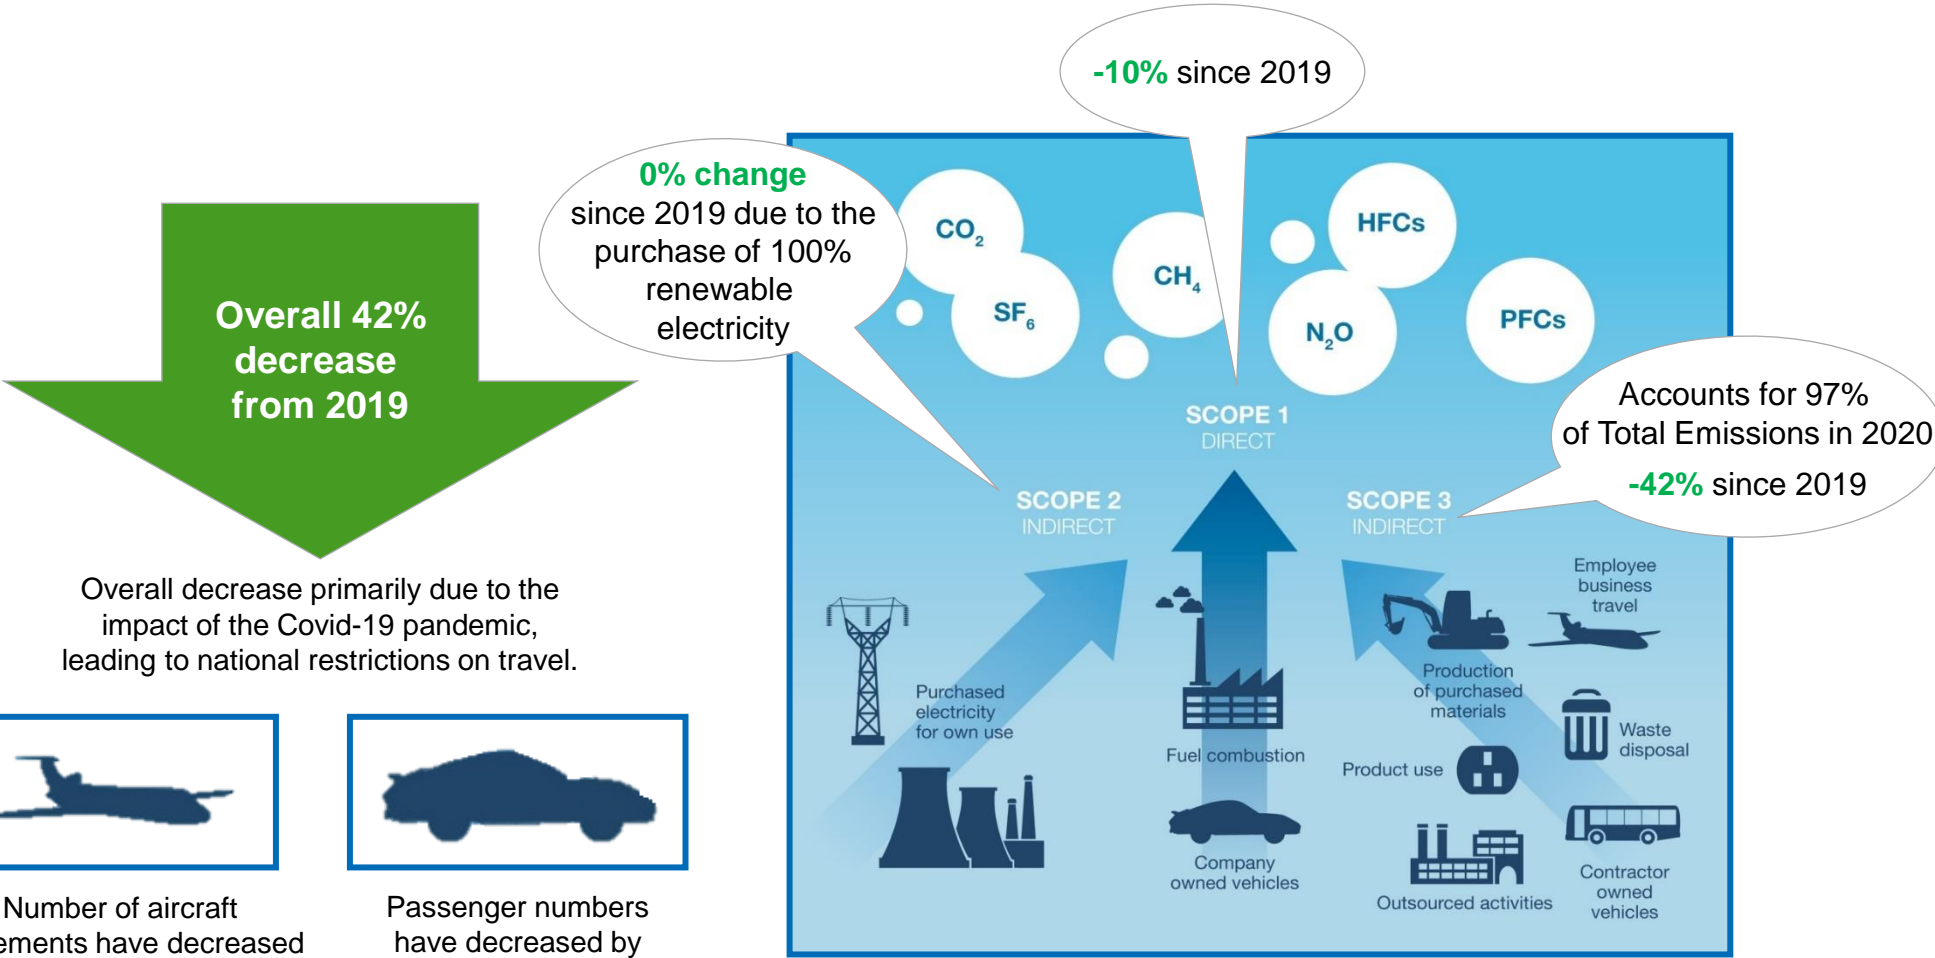 -10% since 2019
0% change
since 2019 due to the
purchase of 100%
renewable
electricity
Overall 42%
decrease
from 2019
Overall decrease primarily due to the
impact of the Covid-19 pandemic,
leading to national restrictions on travel.
Number of aircraft
ements have decreased
Passenger numbers
have decreased by
CO2
SF6
CH4
HFCs
N2O
PFCs
Accounts for 97%
of Total Emissions in 2020
-42% since 2019
SCOPE 1
DIRECT
SCOPE 2
INDIRECT
SCOPE 3
INDIRECT
Purchased
electricity
for own use
Fuel combustion
Company
owned vehicles
Employee
business
travel
Production
of purchased
materials
Waste
disposal
Product use
Outsourced activities
Contractor
owned
vehicles